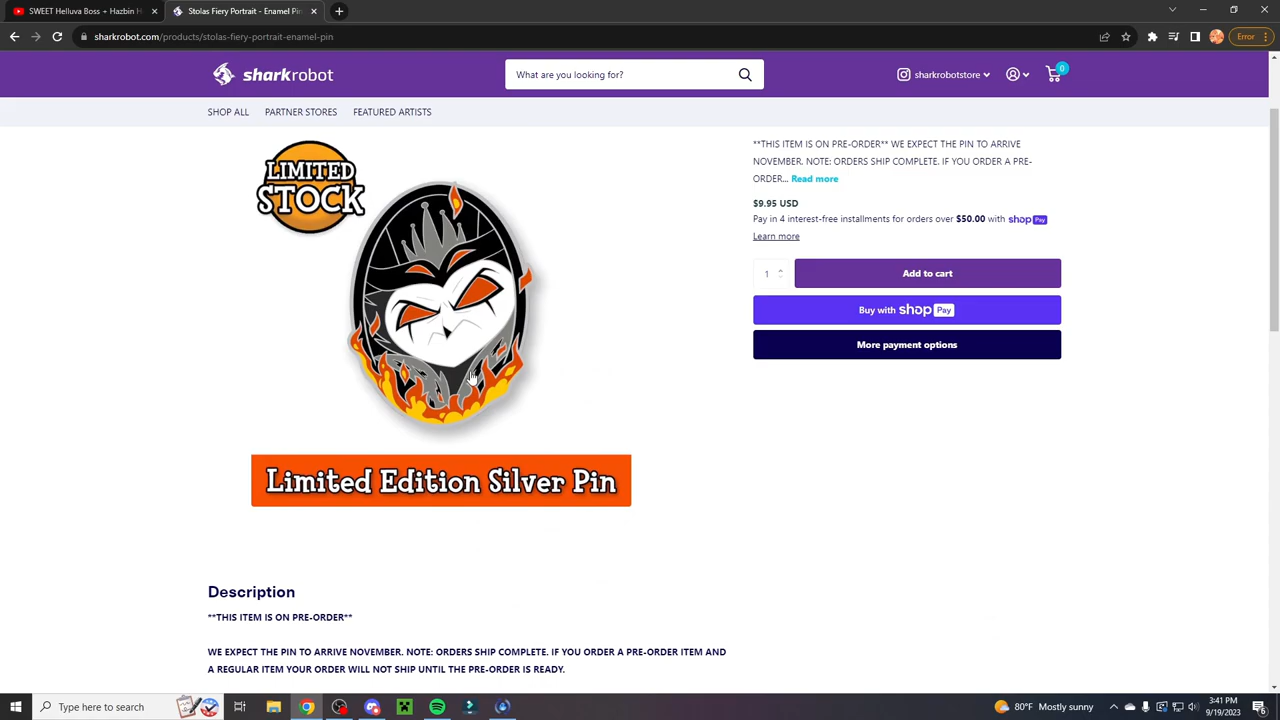 SWEET Helluva Boss + Hazbin H
Stolas Fiery Portrait - Enamel Pin
sharkrobot.com/products/stolas-fiery-portrait-enamel-pin
Error
sharkrobot
What are you looking for?
sharkrobotstore
0
SHOP ALL
PARTNER STORES
FEATURED ARTISTS
LIMITED
STOCK
Limited Edition Silver Pin
**THIS ITEM IS ON PRE-ORDER** WE EXPECT THE PIN TO ARRIVE
NOVEMBER. NOTE: ORDERS SHIP COMPLETE. IF YOU ORDER A PRE-
ORDER... Read more
$9.95 USD
Pay in 4 interest-free installments for orders over $50.00 with shop Pay
Learn more
1
Add to cart
Buy with shop Pay
More payment options
Description
**THIS ITEM IS ON PRE-ORDER**
WE EXPECT THE PIN TO ARRIVE NOVEMBER. NOTE: ORDERS SHIP COMPLETE. IF YOU ORDER A PRE-ORDER ITEM AND
A REGULAR ITEM YOUR ORDER WILL NOT SHIP UNTIL THE PRE-ORDER IS READY.
Type here to search
80°F Mostly sunny
3:41 PM
9/19/2023